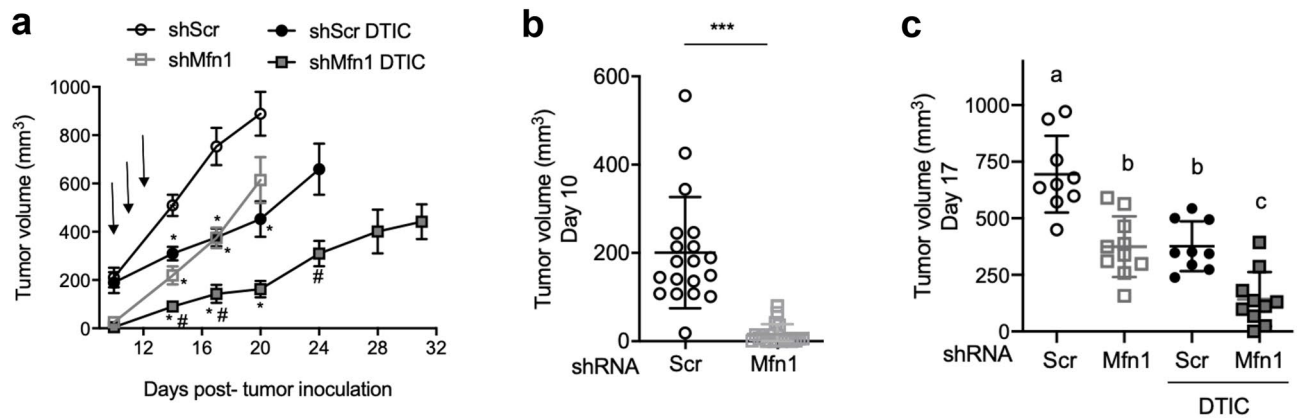 a
shScr
shScr DTIC
shMfn1
shMfn1 DTIC
Tumor volume (mm³)
1000
800
600
400
200
0
* * * * * * *
* # * # * #
12 16 20 24 28 32
Days post- tumor inoculation
b
***
Tumor volume (mm³)
Day 10
600
400
200
0
shRNA Scr Mfn1
c
Tumor volume (mm³)
Day 17
1000
750
500
250
0
a
b
b
c
shRNA Scr Mfn1 Scr Mfn1
DTIC